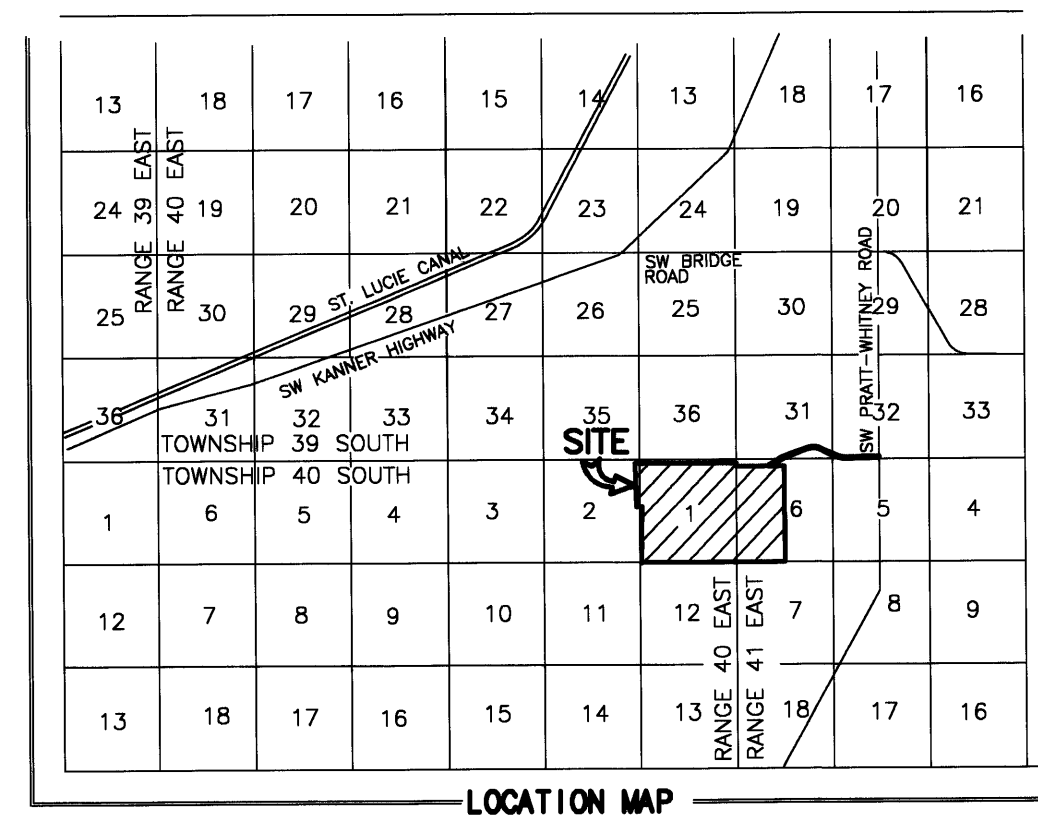 13 18 17 16 15 14 13 18 17 16
RANGE 39 EAST
RANGE 40 EAST
24 19 20 21 22 23 24 19 20 21
ST. LUCIE CANAL
SW BRIDGE
ROAD
SW PRATT-WHITNEY ROAD
25 30 29 28 27 26 25 30 29 28
SW KANNER HIGHWAY
36 31 32 33 34 35 36 31 32 33
TOWNSHIP 39 SOUTH
SITE
TOWNSHIP 40 SOUTH
1 6 5 4 3 2 1 6 5 4
12 7 8 9 10 11 12 7 8 9
RANGE 40 EAST
RANGE 41 EAST
13 18 17 16 15 14 13 18 17 16
LOCATION MAP